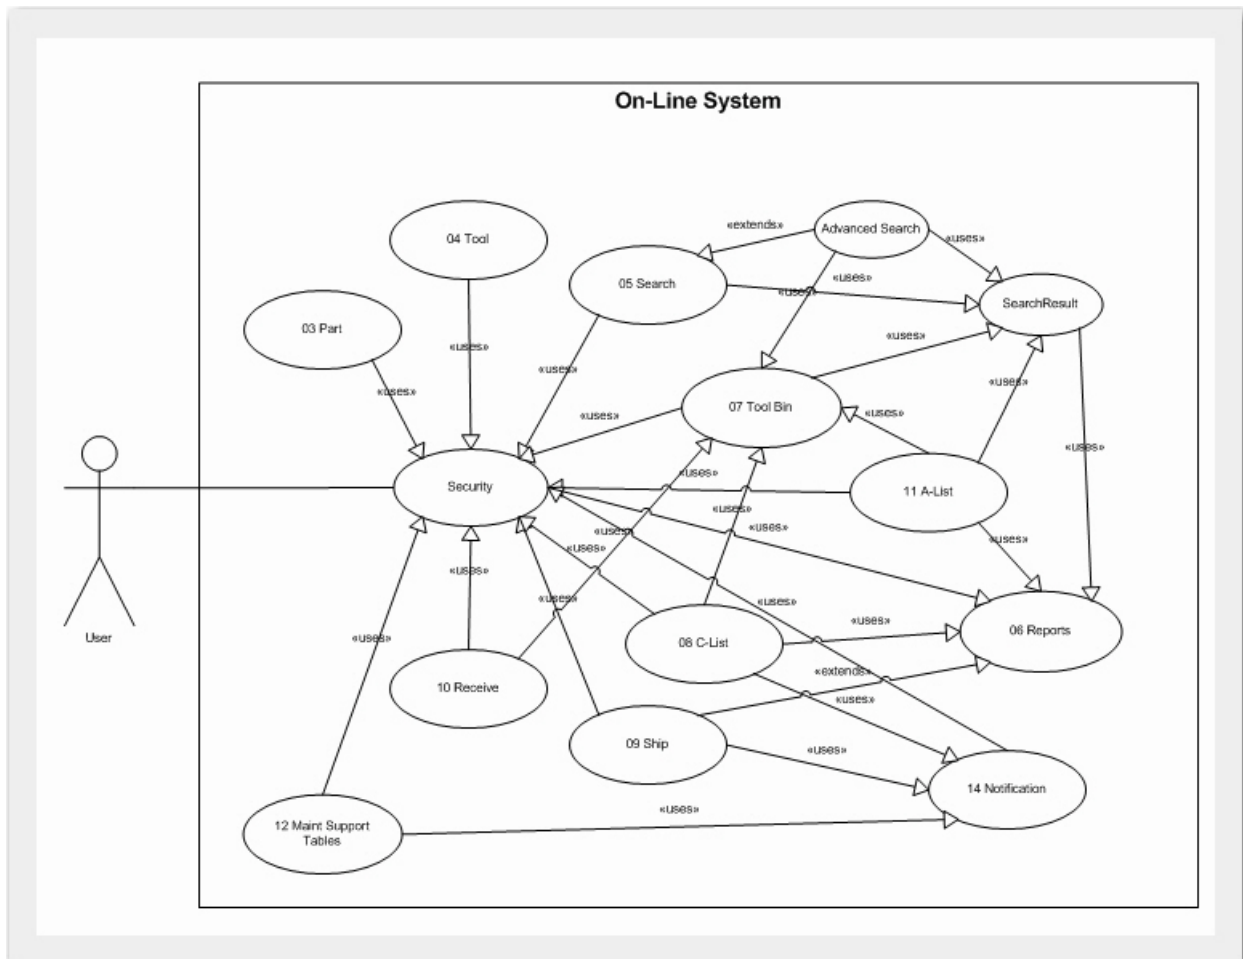 On-Line System
Advanced Search
«extends»
04 Tool
«uses»
05 Search
«uses»
«uses»
SearchResult
03 Part
«uses»
«uses»
«uses»
«uses»
«uses»
«uses»
07 Tool Bin
«uses»
«uses»
«uses»
«uses»
Security
11 A-List
«uses»
«uses»
«uses»
«uses»
«uses»
«uses»
«uses»
«uses»
«uses»
06 Reports
User
«uses»
08 C-List
«extends»
10 Receive
«uses»
09 Ship
«uses»
14 Notification
«uses»
12 Maint Support
Tables